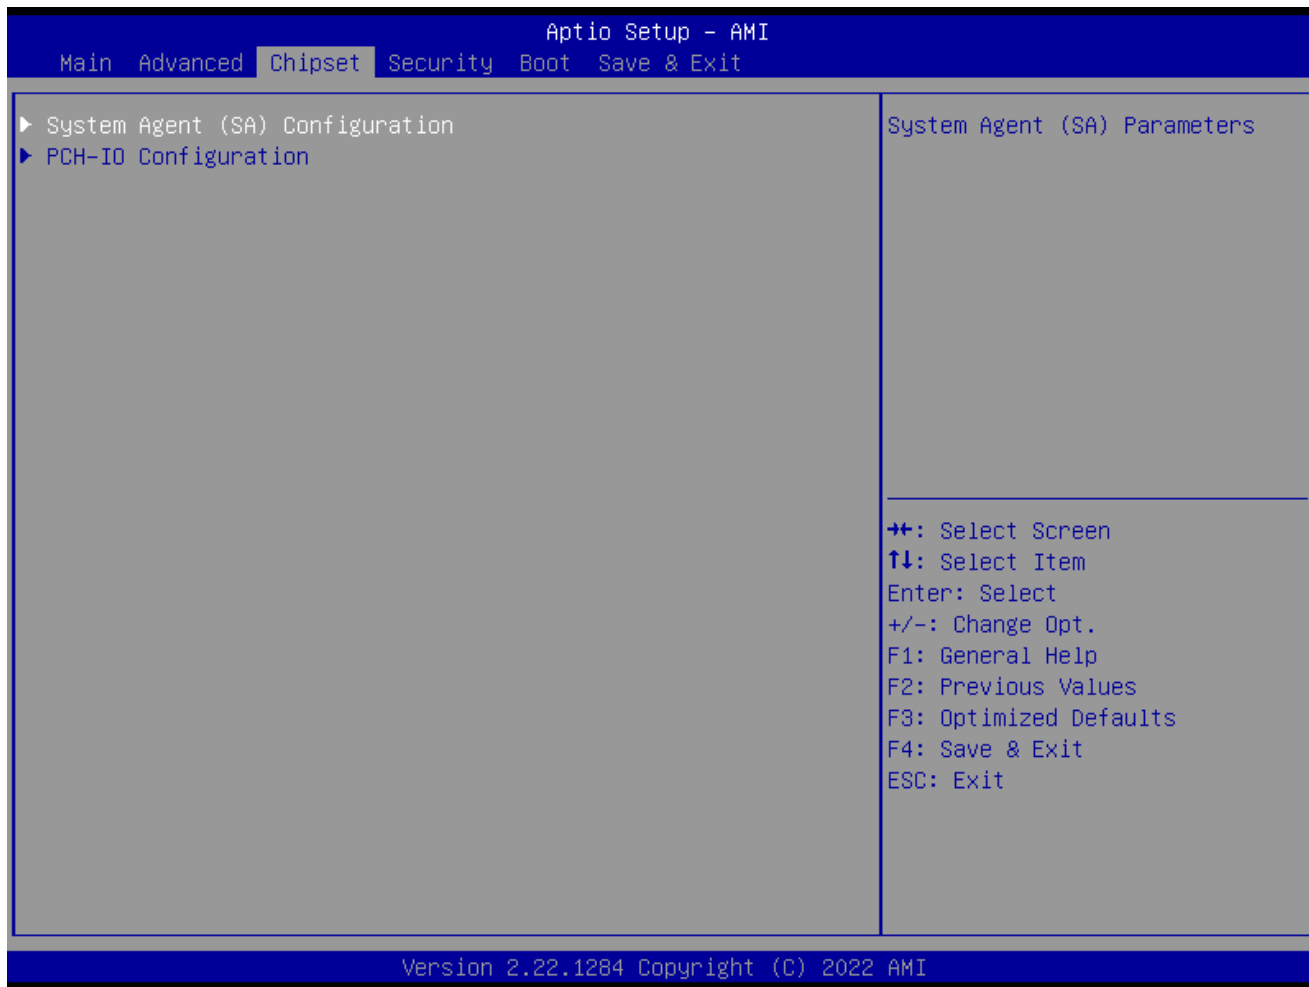 Aptio Setup – AMI
Main Advanced Chipset Security Boot Save & Exit
▶ System Agent (SA) Configuration
▶ PCH-IO Configuration
System Agent (SA) Parameters
→←: Select Screen
↑↓: Select Item
Enter: Select
+/-: Change Opt.
F1: General Help
F2: Previous Values
F3: Optimized Defaults
F4: Save & Exit
ESC: Exit
Version 2.22.1284 Copyright (C) 2022 AMI